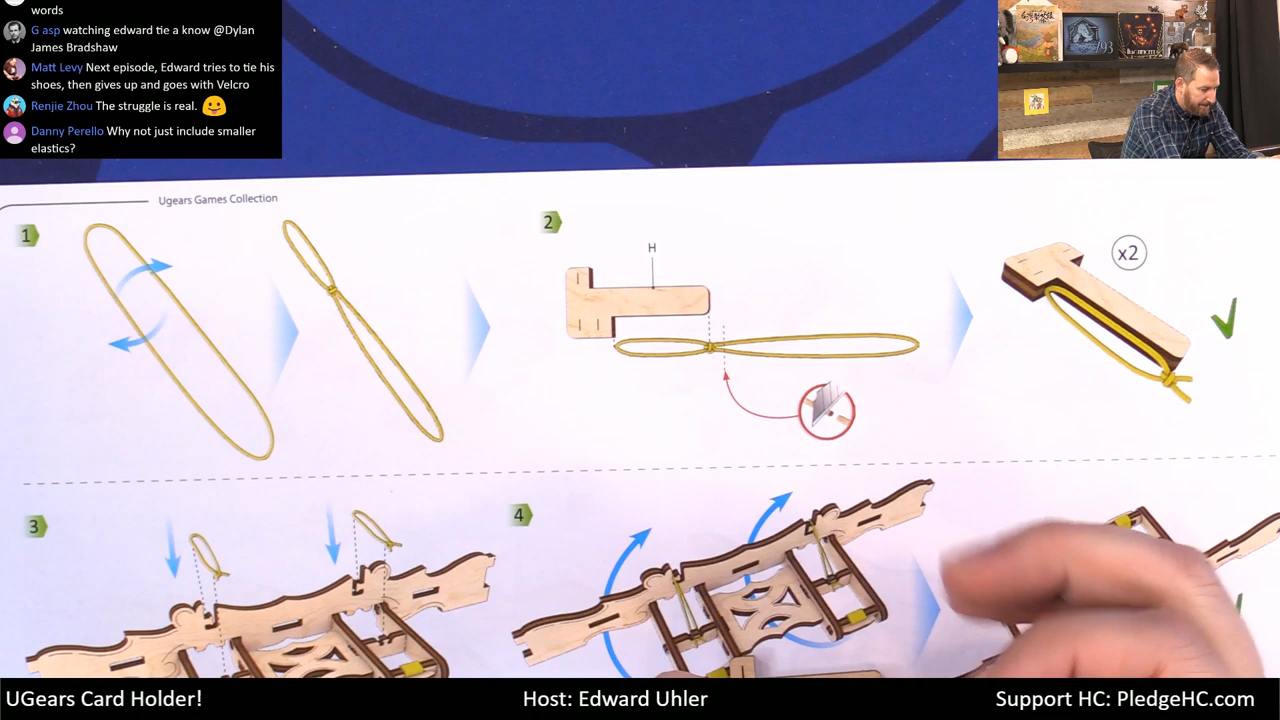 words
G asp watching edward tie a know @Dylan
James Bradshaw
Matt Levy Next episode, Edward tries to tie his
shoes, then gives up and goes with Velcro
Renjie Zhou The struggle is real.
Danny Perello Why not just include smaller
elastics?
Ugears Games Collection
1
2
H
x2
3
4
UGears Card Holder!
Host: Edward Uhler
Support HC: PledgeHC.com